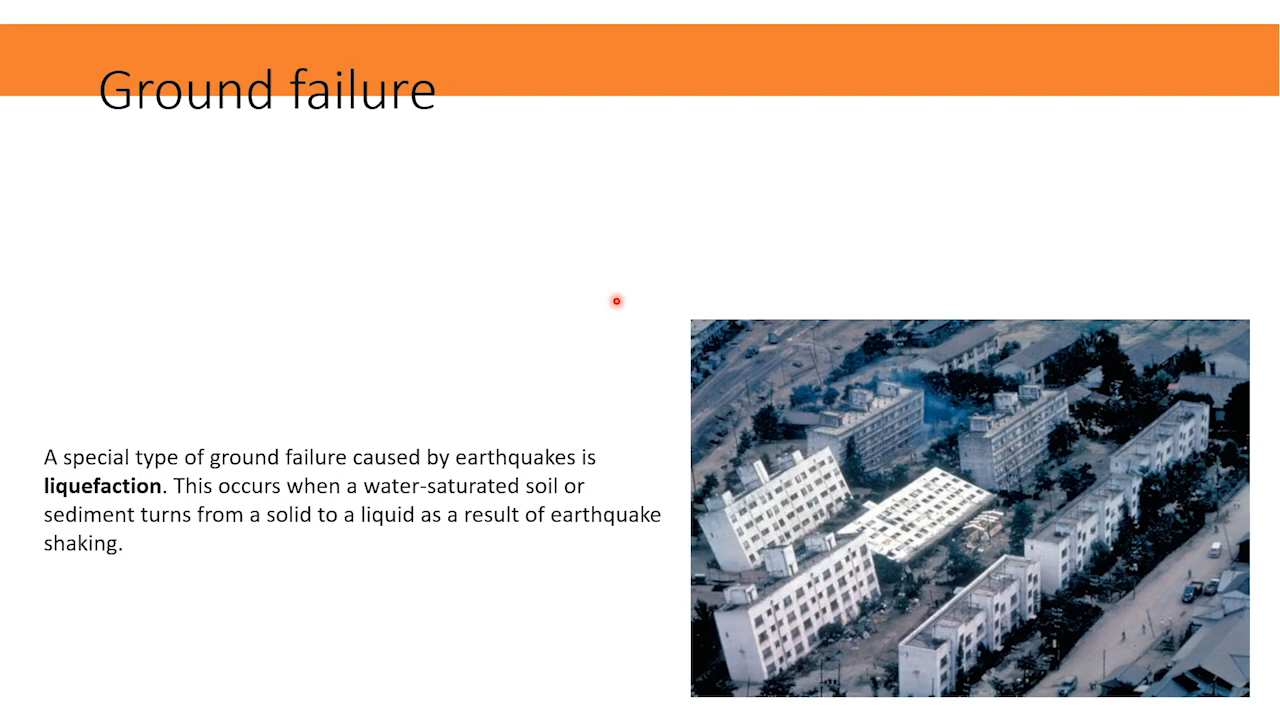 Ground failure
A special type of ground failure caused by earthquakes is
liquefaction. This occurs when a water-saturated soil or
sediment turns from a solid to a liquid as a result of earthquake
shaking.